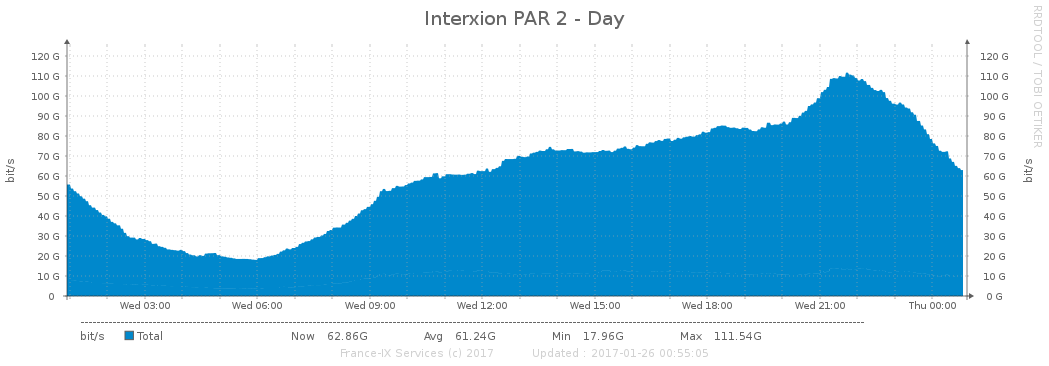 Interxion PAR 2 - Day
RRDTOOL / TOBI OETIKER
120 G 120 G
110 G 110 G
100 G 100 G
90 G 90 G
80 G 80 G
70 G 70 G
60 G 60 G
50 G 50 G
40 G 40 G
30 G 30 G
20 G 20 G
10 G 10 G
0 0 G
bit/s
bit/s
Wed 03:00 Wed 06:00 Wed 09:00 Wed 12:00 Wed 15:00 Wed 18:00 Wed 21:00 Thu 00:00
bit/s Total Now 62.86G Avg 61.24G Min 17.96G Max 111.54G
France-IX Services (c) 2017 Updated : 2017-01-26 00:55:05